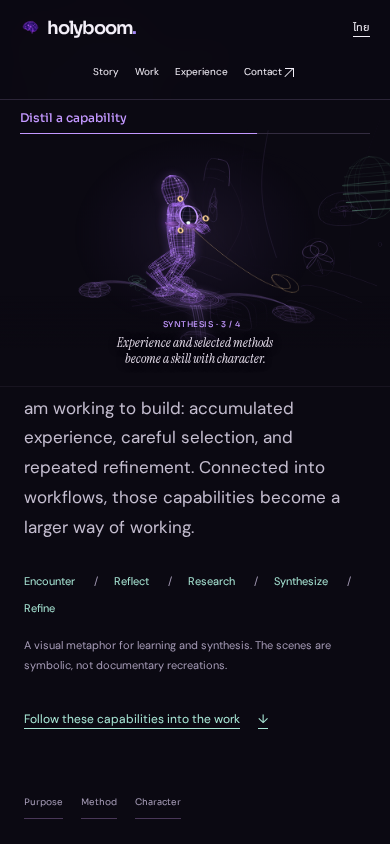 holyboom.
ไทย
Story Work Experience Contact
Distil a capability
SYNTHESIS · 3 / 4
Experience and selected methods
become a skill with character.
am working to build: accumulated
experience, careful selection, and
repeated refinement. Connected into
workflows, those capabilities become a
larger way of working.
Encounter / Reflect / Research / Synthesize /
Refine
A visual metaphor for learning and synthesis. The scenes are
symbolic, not documentary recreations.
Follow these capabilities into the work ↓
Purpose Method Character